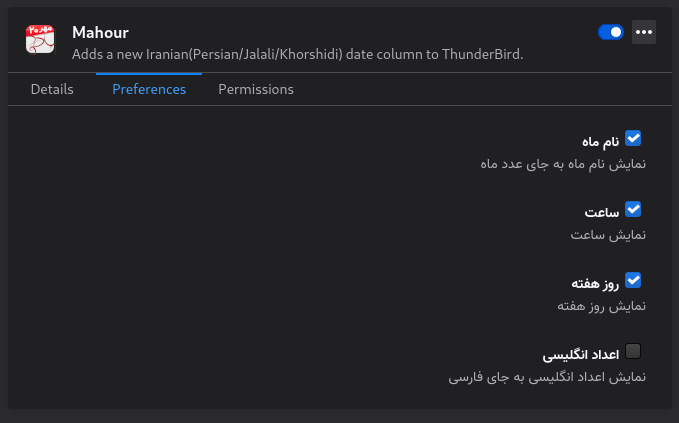 مهر ۲۰
Mahour
Adds a new Iranian(Persian/Jalali/Khorshidi) date column to ThunderBird.
Details Preferences Permissions
نام ماه
نمایش نام ماه به جای عدد ماه
ساعت
نمایش ساعت
روز هفته
نمایش روز هفته
اعداد انگلیسی
نمایش اعداد انگلیسی به جای فارسی